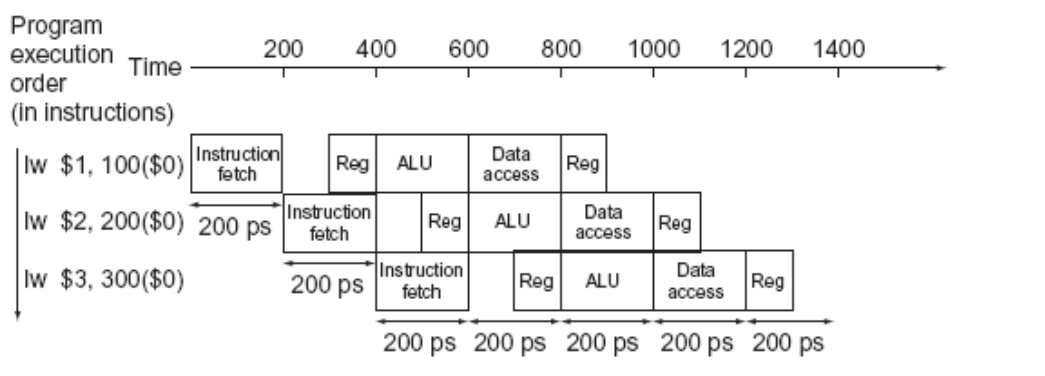 Program
execution
order
(in instructions)
Time
200 400 600 800 1000 1200 1400
lw $1, 100($0)
Instruction
fetch
Reg
ALU
Data
access
Reg
200 ps
lw $2, 200($0)
Instruction
fetch
Reg
ALU
Data
access
Reg
200 ps
lw $3, 300($0)
Instruction
fetch
Reg
ALU
Data
access
Reg
200 ps 200 ps 200 ps 200 ps 200 ps